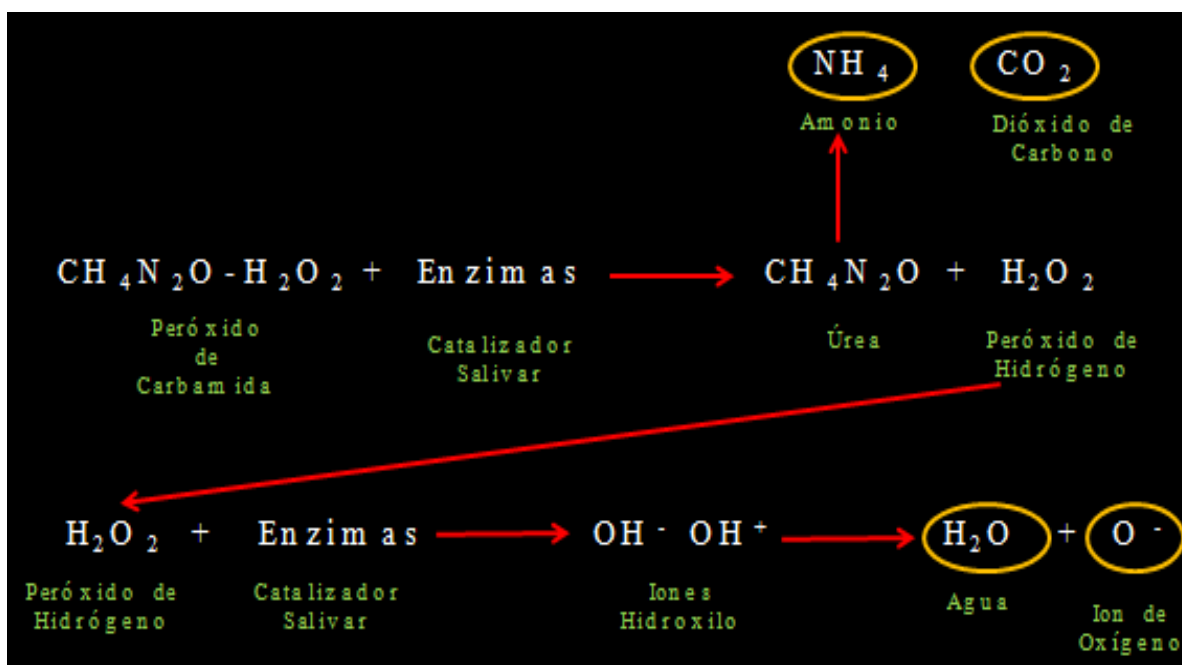 NH₄ CO₂
Amonio Dióxido de
Carbono
CH₄N₂O-H₂O₂ + Enzimas CH₄N₂O + H₂O₂
Peróxido
de
Carbamida
Catalizador
Salivar
Úrea
Peróxido de
Hidrógeno
H₂O₂ + Enzimas OH⁻ OH⁺ H₂O + O⁻
Peróxido de
Hidrógeno
Catalizador
Salivar
Iones
Hidroxilo
Agua
Ion de
Oxígeno